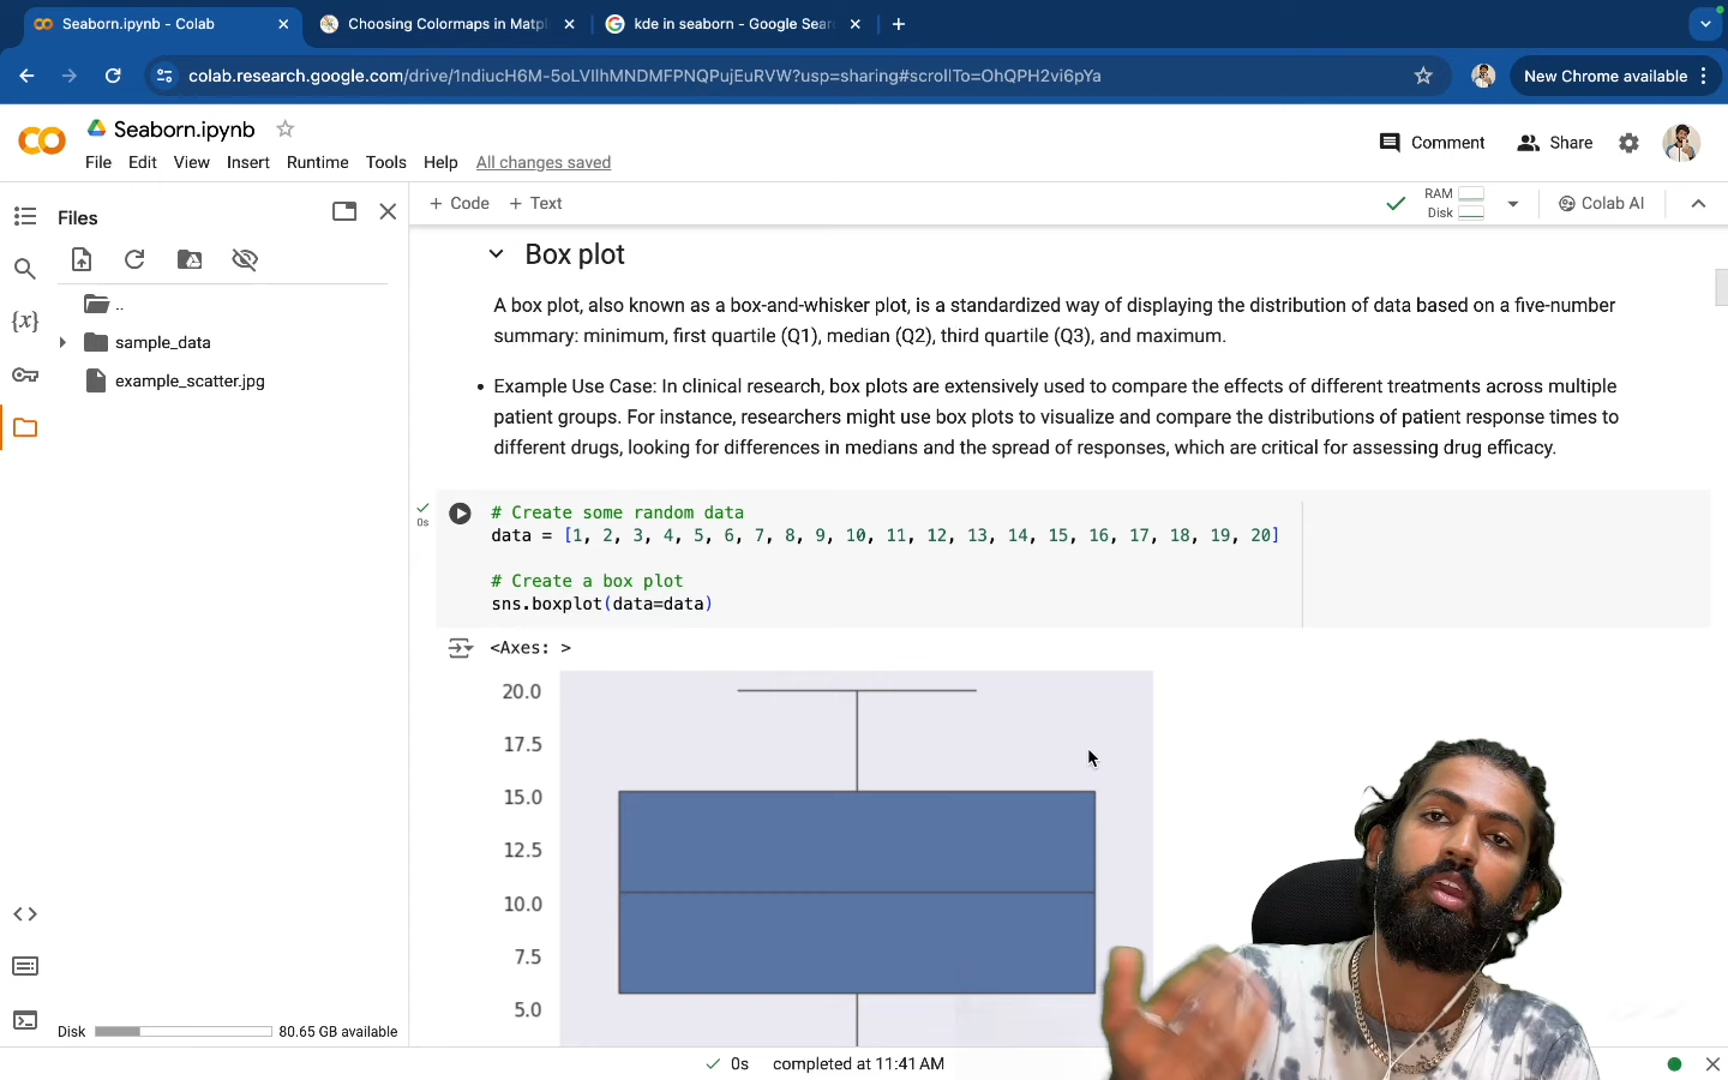 Seaborn.ipynb - Colab
Choosing Colormaps in Matpl
kde in seaborn - Google Sear
colab.research.google.com/drive/1ndiucH6M-5oLVIlhMNDMFPNQPujEuRVW?usp=sharing#scrollTo=OhQPH2vi6pYa
New Chrome available
Seaborn.ipynb
File Edit View Insert Runtime Tools Help All changes saved
Comment
Share
Files
+ Code + Text
RAM
Disk
Colab AI
..
sample_data
example_scatter.jpg
{x}
Box plot
A box plot, also known as a box-and-whisker plot, is a standardized way of displaying the distribution of data based on a five-number
summary: minimum, first quartile (Q1), median (Q2), third quartile (Q3), and maximum.
• Example Use Case: In clinical research, box plots are extensively used to compare the effects of different treatments across multiple
patient groups. For instance, researchers might use box plots to visualize and compare the distributions of patient response times to
different drugs, looking for differences in medians and the spread of responses, which are critical for assessing drug efficacy.
0s
# Create some random data
data = [1, 2, 3, 4, 5, 6, 7, 8, 9, 10, 11, 12, 13, 14, 15, 16, 17, 18, 19, 20]
# Create a box plot
sns.boxplot(data=data)
<Axes: >
20.0
17.5
15.0
12.5
10.0
7.5
5.0
Disk
80.65 GB available
0s completed at 11:41 AM